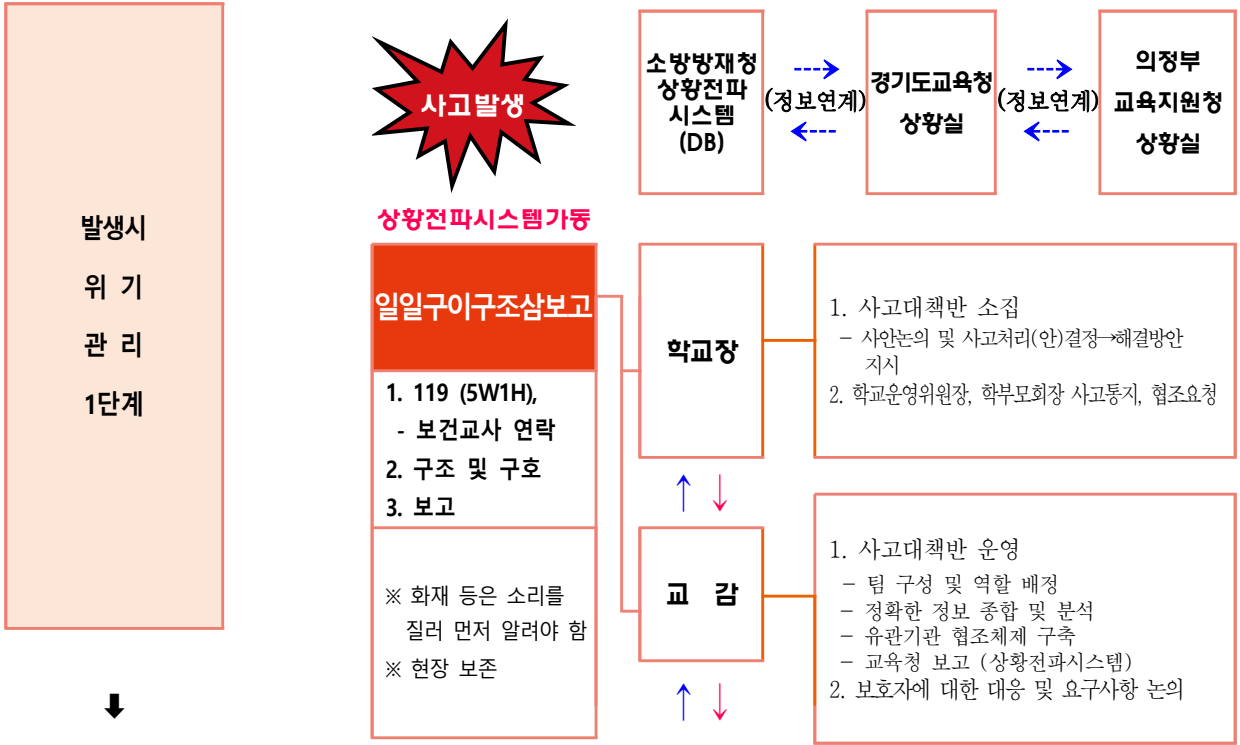 발생시
위 기
관 리
1단계
사고발생
상황전파시스템가동
소방방재청
상황전파
시스템
(DB)
(정보연계)
경기도교육청
상황실
(정보연계)
의정부
교육지원청
상황실
일일구이구조삼보고
1. 119 (5W1H),
- 보건교사 연락
2. 구조 및 구호
3. 보고
※ 화재 등은 소리를
질러 먼저 알려야 함
※ 현장 보존
학교장
1. 사고대책반 소집
- 사안논의 및 사고처리(안)결정→해결방안
지시
2. 학교운영위원장, 학부모회장 사고통지, 협조요청
교 감
1. 사고대책반 운영
- 팀 구성 및 역할 배정
- 정확한 정보 종합 및 분석
- 유관기관 협조체제 구축
- 교육청 보고 (상황전파시스템)
2. 보호자에 대한 대응 및 요구사항 논의